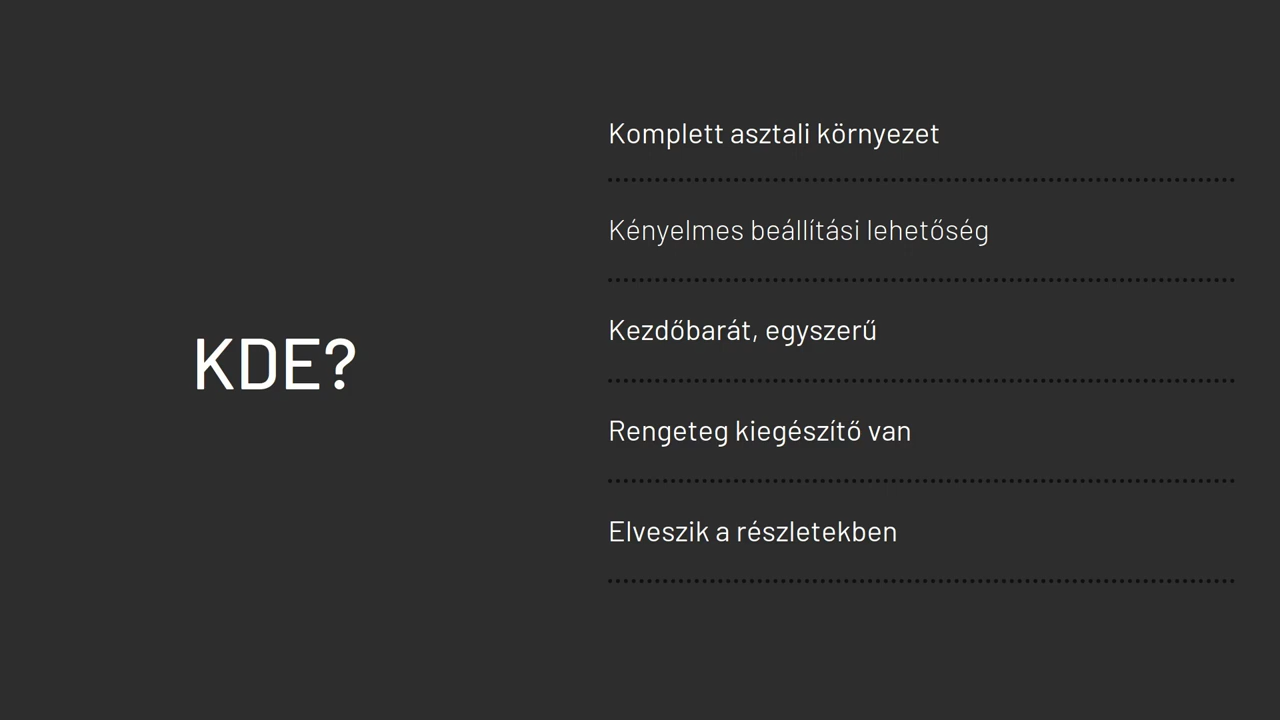 KDE?
Komplett asztali környezet
Kényelmes beállítási lehetőség
Kezdőbarát, egyszerű
Rengeteg kiegészítő van
Elveszik a részletekben